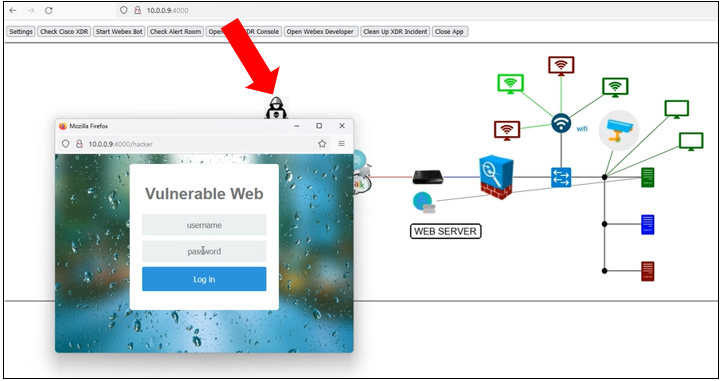 10.0.0.9:4000
Settings Check Cisco XDR Start Webex Bot Check Alert Room Open XDR Console Open Webex Developer Clean Up XDR Incident Close App
Mozilla Firefox
10.0.0.9:4000/hacker
Vulnerable Web
username
password
Log in
wifi
WEB SERVER